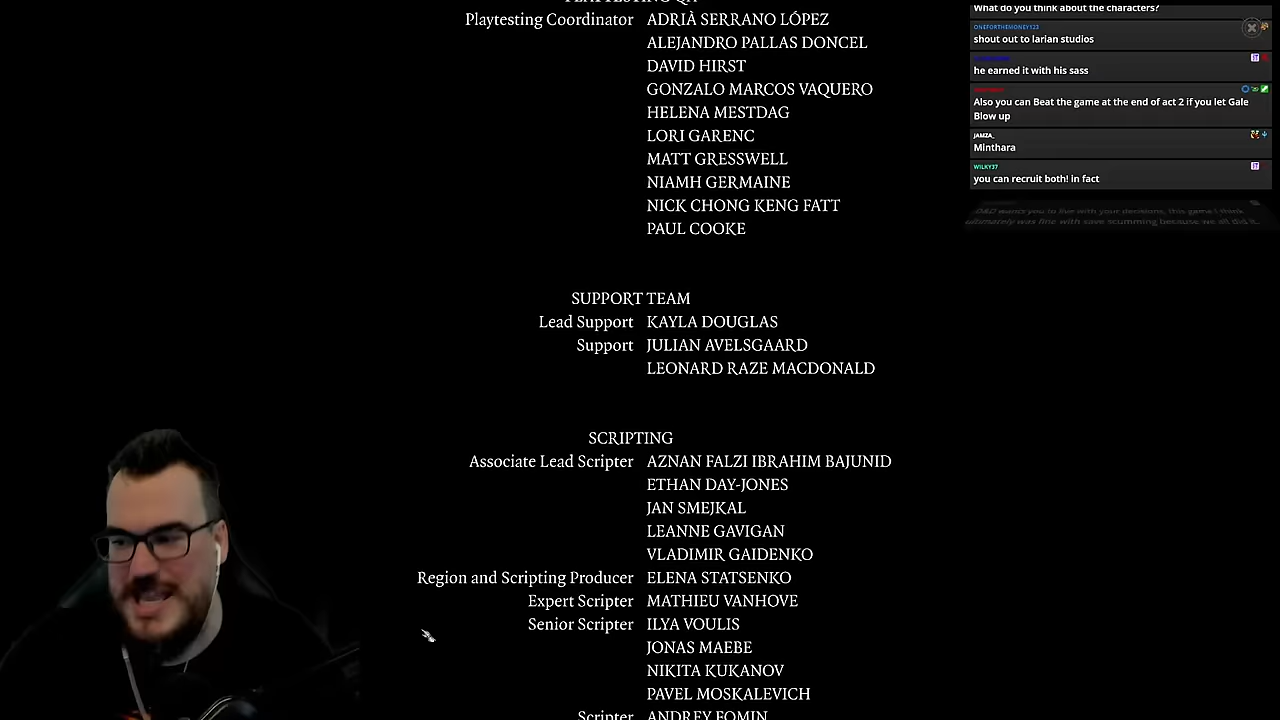 Playtesting Coordinator ADRIÀ SERRANO LÓPEZ
ALEJANDRO PALLAS DONCEL
DAVID HIRST
GONZALO MARCOS VAQUERO
HELENA MESTDAG
LORI GARENC
MATT GRESSWELL
NIAMH GERMAINE
NICK CHONG KENG FATT
PAUL COOKE
SUPPORT TEAM
Lead Support KAYLA DOUGLAS
Support JULIAN AVELSGAARD
LEONARD RAZE MACDONALD
SCRIPTING
Associate Lead Scripter AZNAN FALZI IBRAHIM BAJUNID
ETHAN DAY-JONES
JAN SMEJKAL
LEANNE GAVIGAN
VLADIMIR GAIDENKO
Region and Scripting Producer ELENA STATSENKO
Expert Scripter MATHIEU VANHOVE
Senior Scripter ILYA VOULIS
JONAS MAEBE
NIKITA KUKANOV
PAVEL MOSKALEVICH
Scripter ANDREY FOMIN
What do you think about the characters?
ONEFORTHEMONEY123
shout out to larian studios
he earned it with his sass
Also you can Beat the game at the end of act 2 if you let Gale
Blow up
JAMZA_
Minthara
WILKY37
you can recruit both! in fact